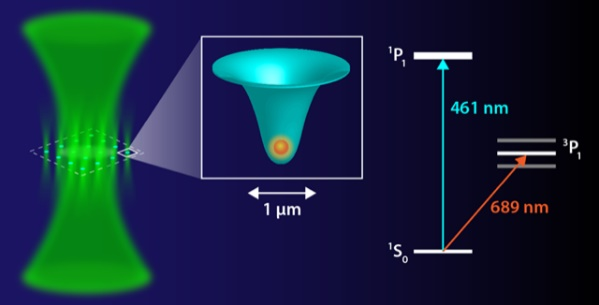 1 μm
¹P₁
461 nm
³P₁
689 nm
¹S₀